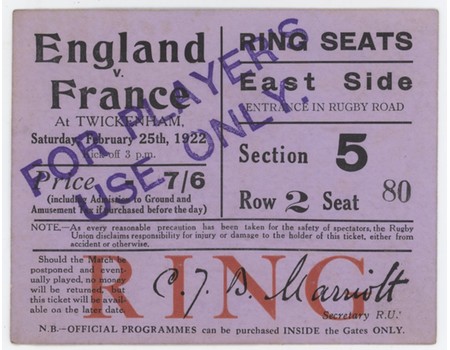 England
v.
France
At TWICKENHAM,
Saturday, February 25th, 1922
Kick-off 3 p.m.
Price - 7/6
(including Admission to Ground and
Amusement Tax if purchased before the day)
FOR PLAYERS
USE ONLY.
RING SEATS
East Side
ENTRANCE IN RUGBY ROAD
Section 5
Row 2 Seat 80
NOTE.—As every reasonable precaution has been taken for the safety of spectators, the Rugby
Union disclaims responsibility for injury or damage to the holder of this ticket, either from
accident or otherwise.
RING
Should the Match be
postponed and event-
ually played, no money
will be returned, but
this ticket will be avail-
able on the later date.
C. J. B. Marriott
Secretary R.U.
N.B.—OFFICIAL PROGRAMMES can be purchased INSIDE the Gates ONLY.